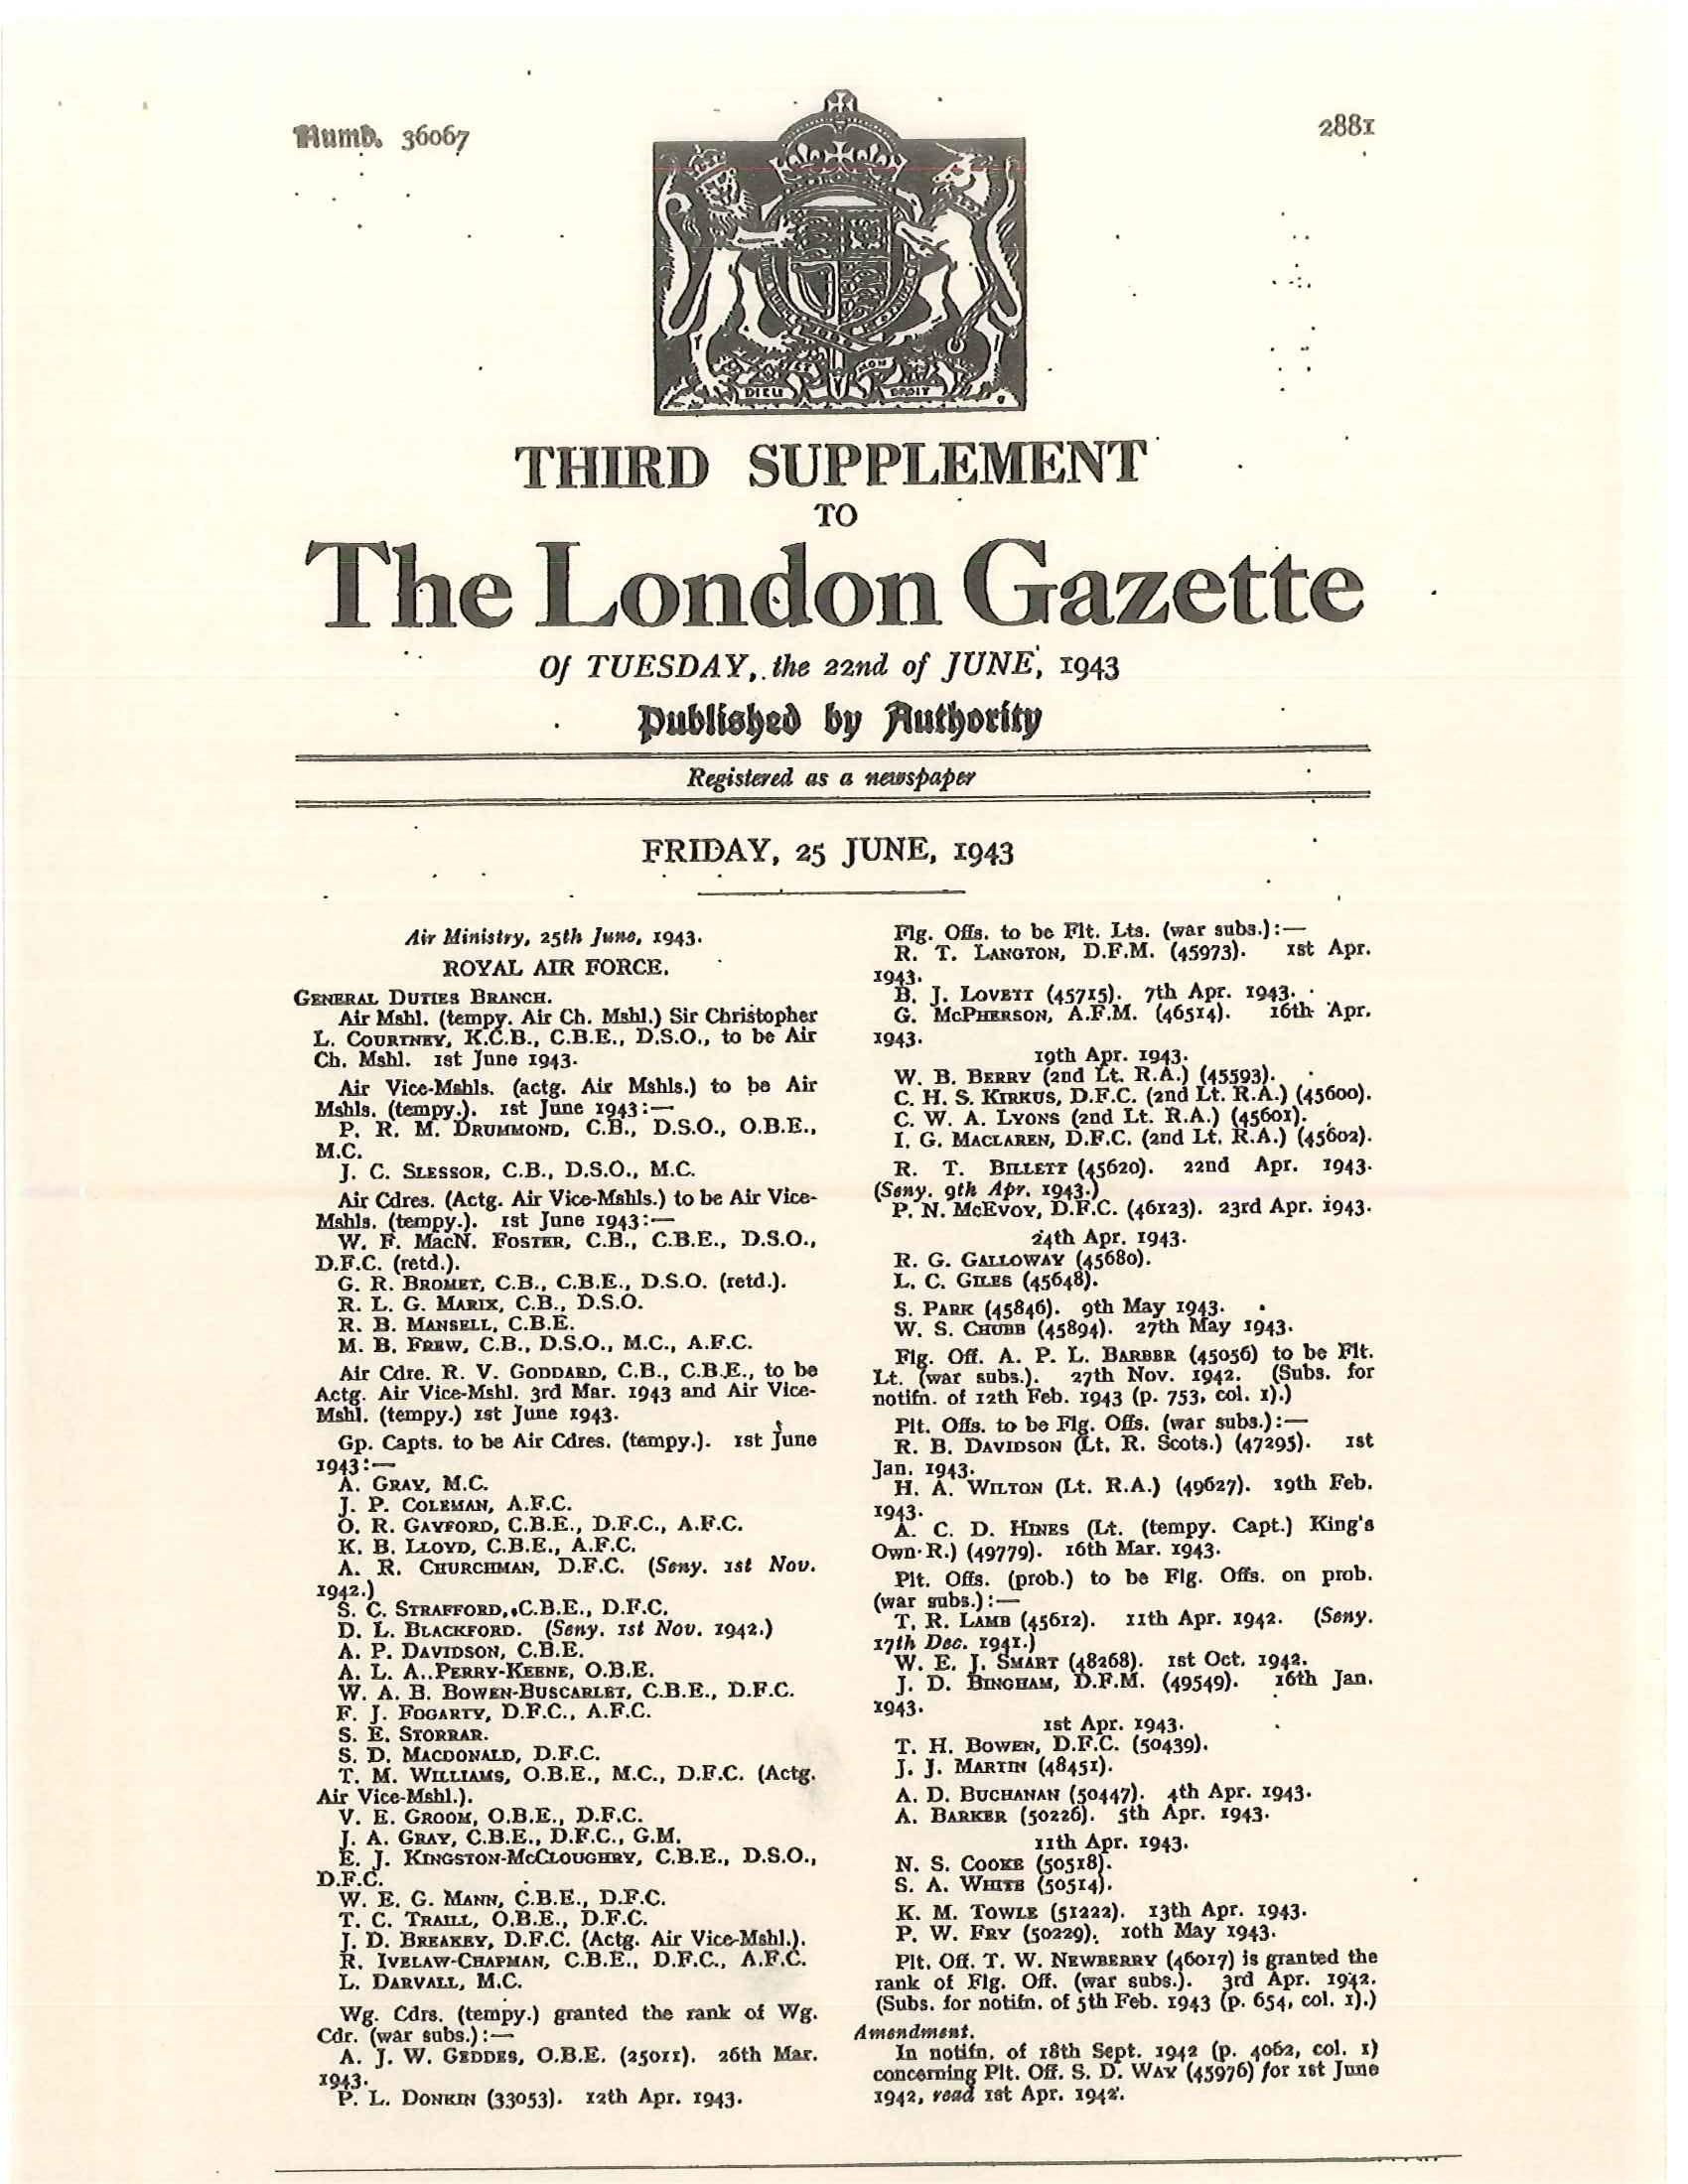 Numb. 36067
2881
DIEU ET MON DROIT
THIRD SUPPLEMENT
TO
The London Gazette
Of TUESDAY, the 22nd of JUNE, 1943
Published by Authority
Registered as a newspaper
FRIDAY, 25 JUNE, 1943
Air Ministry, 25th June, 1943.
ROYAL AIR FORCE.
GENERAL DUTIES BRANCH.
Air Mshl. (tempy. Air Ch. Mshl.) Sir Christopher
L. COURTNEY, K.C.B., C.B.E., D.S.O., to be Air
Ch. Mshl. 1st June 1943.
Air Vice-Mshls. (actg. Air Mshls.) to be Air
Mshls. (tempy.). 1st June 1943:—
P. R. M. DRUMMOND, C.B., D.S.O., O.B.E.,
M.C.
J. C. SLESSOR, C.B., D.S.O., M.C.
Air Cdres. (Actg. Air Vice-Mshls.) to be Air Vice-
Mshls. (tempy.). 1st June 1943:—
W. F. MACN. FOSTER, C.B., C.B.E., D.S.O.,
D.F.C. (retd.).
G. R. BROMET, C.B., C.B.E., D.S.O. (retd.).
R. L. G. MARIX, C.B., D.S.O.
R. B. MANSELL, C.B.E.
M. B. FREW, C.B., D.S.O., M.C., A.F.C.
Air Cdre. R. V. GODDARD, C.B., C.B.E., to be
Actg. Air Vice-Mshl. 3rd Mar. 1943 and Air Vice-
Mshl. (tempy.) 1st June 1943.
Gp. Capts. to be Air Cdres. (tempy.). 1st June
1943:—
A. GRAY, M.C.
J. P. COLEMAN, A.F.C.
O. R. GAYFORD, C.B.E., D.F.C., A.F.C.
K. B. LLOYD, C.B.E., A.F.C.
A. R. CHURCHMAN, D.F.C. (Seny. 1st Nov.
1942.)
S. C. STRAFFORD, C.B.E., D.F.C.
D. L. BLACKFORD. (Seny. 1st Nov. 1942.)
A. P. DAVIDSON, C.B.E.
A. L. A. PERRY-KEENE, O.B.E.
W. A. B. BOWEN-BUSCARLET, C.B.E., D.F.C.
F. J. FOGARTY, D.F.C., A.F.C.
S. E. STORRAR.
S. D. MACDONALD, D.F.C.
T. M. WILLIAMS, O.B.E., M.C., D.F.C. (Actg.
Air Vice-Mshl.).
V. E. GROOM, O.B.E., D.F.C.
J. A. GRAY, C.B.E., D.F.C., G.M.
E. J. KINGSTON-MCCLOUGHRY, C.B.E., D.S.O.,
D.F.C.
W. E. G. MANN, C.B.E., D.F.C.
T. C. TRAILL, O.B.E., D.F.C.
J. D. BREAKEY, D.F.C. (Actg. Air Vice-Mshl.).
R. IVELAW-CHAPMAN, C.B.E., D.F.C., A.F.C.
L. DARVALL, M.C.
Wg. Cdrs. (tempy.) granted the rank of Wg.
Cdr. (war subs.):—
A. J. W. GEDDES, O.B.E. (25011). 26th Mar.
1943.
P. L. DONKIN (33053). 12th Apr. 1943.
Flg. Offs. to be Flt. Lts. (war subs.):—
R. T. LANGTON, D.F.M. (45973). 1st Apr.
1943.
B. J. LOVETT (45715). 7th Apr. 1943.
G. MCPHERSON, A.F.M. (46514). 16th Apr.
1943.
19th Apr. 1943.
W. B. BERRY (2nd Lt. R.A.) (45593).
C. H. S. KIRKUS, D.F.C. (2nd Lt. R.A.) (45600).
C. W. A. LYONS (2nd Lt. R.A.) (45601).
I. G. MACLAREN, D.F.C. (2nd Lt. R.A.) (45602).
R. T. BILLETT (45620). 22nd Apr. 1943.
(Seny. 9th Apr. 1943.)
P. N. MCEVOY, D.F.C. (46123). 23rd Apr. 1943.
24th Apr. 1943.
R. G. GALLOWAY (45680).
L. C. GILES (45648).
S. PARK (45846). 9th May 1943.
W. S. CHUBB (45894). 27th May 1943.
Flg. Off. A. P. L. BARBER (45056) to be Flt.
Lt. (war subs.). 27th Nov. 1942. (Subs. for
notifn. of 12th Feb. 1943 (p. 753, col. 1).)
Plt. Offs. to be Flg. Offs. (war subs.):—
R. B. DAVIDSON (Lt. R. Scots.) (47295). 1st
Jan. 1943.
H. A. WILTON (Lt. R.A.) (49627). 19th Feb.
1943.
A. C. D. HINES (Lt. (tempy. Capt.) King's
Own R.) (49779). 16th Mar. 1943.
Plt. Offs. (prob.) to be Flg. Offs. on prob.
(war subs.):—
T. R. LAMB (45612). 11th Apr. 1942. (Seny.
17th Dec. 1941.)
W. E. J. SMART (48268). 1st Oct. 1942.
J. D. BINGHAM, D.F.M. (49549). 16th Jan.
1943.
1st Apr. 1943.
T. H. BOWEN, D.F.C. (50439).
J. J. MARTIN (48451).
A. D. BUCHANAN (50447). 4th Apr. 1943.
A. BARKER (50226). 5th Apr. 1943.
11th Apr. 1943.
N. S. COOKE (50518).
S. A. WHITE (50514).
K. M. TOWLE (51222). 13th Apr. 1943.
P. W. FRY (50229). 10th May 1943.
Plt. Off. T. W. NEWBERRY (46017) is granted the
rank of Flg. Off. (war subs.). 3rd Apr. 1942.
(Subs. for notifn. of 5th Feb. 1943 (p. 654, col. 1).)
Amendment.
In notifn. of 18th Sept. 1942 (p. 4062, col. 1)
concerning Plt. Off. S. D. WAY (45976) for 1st June
1942, read 1st Apr. 1942.